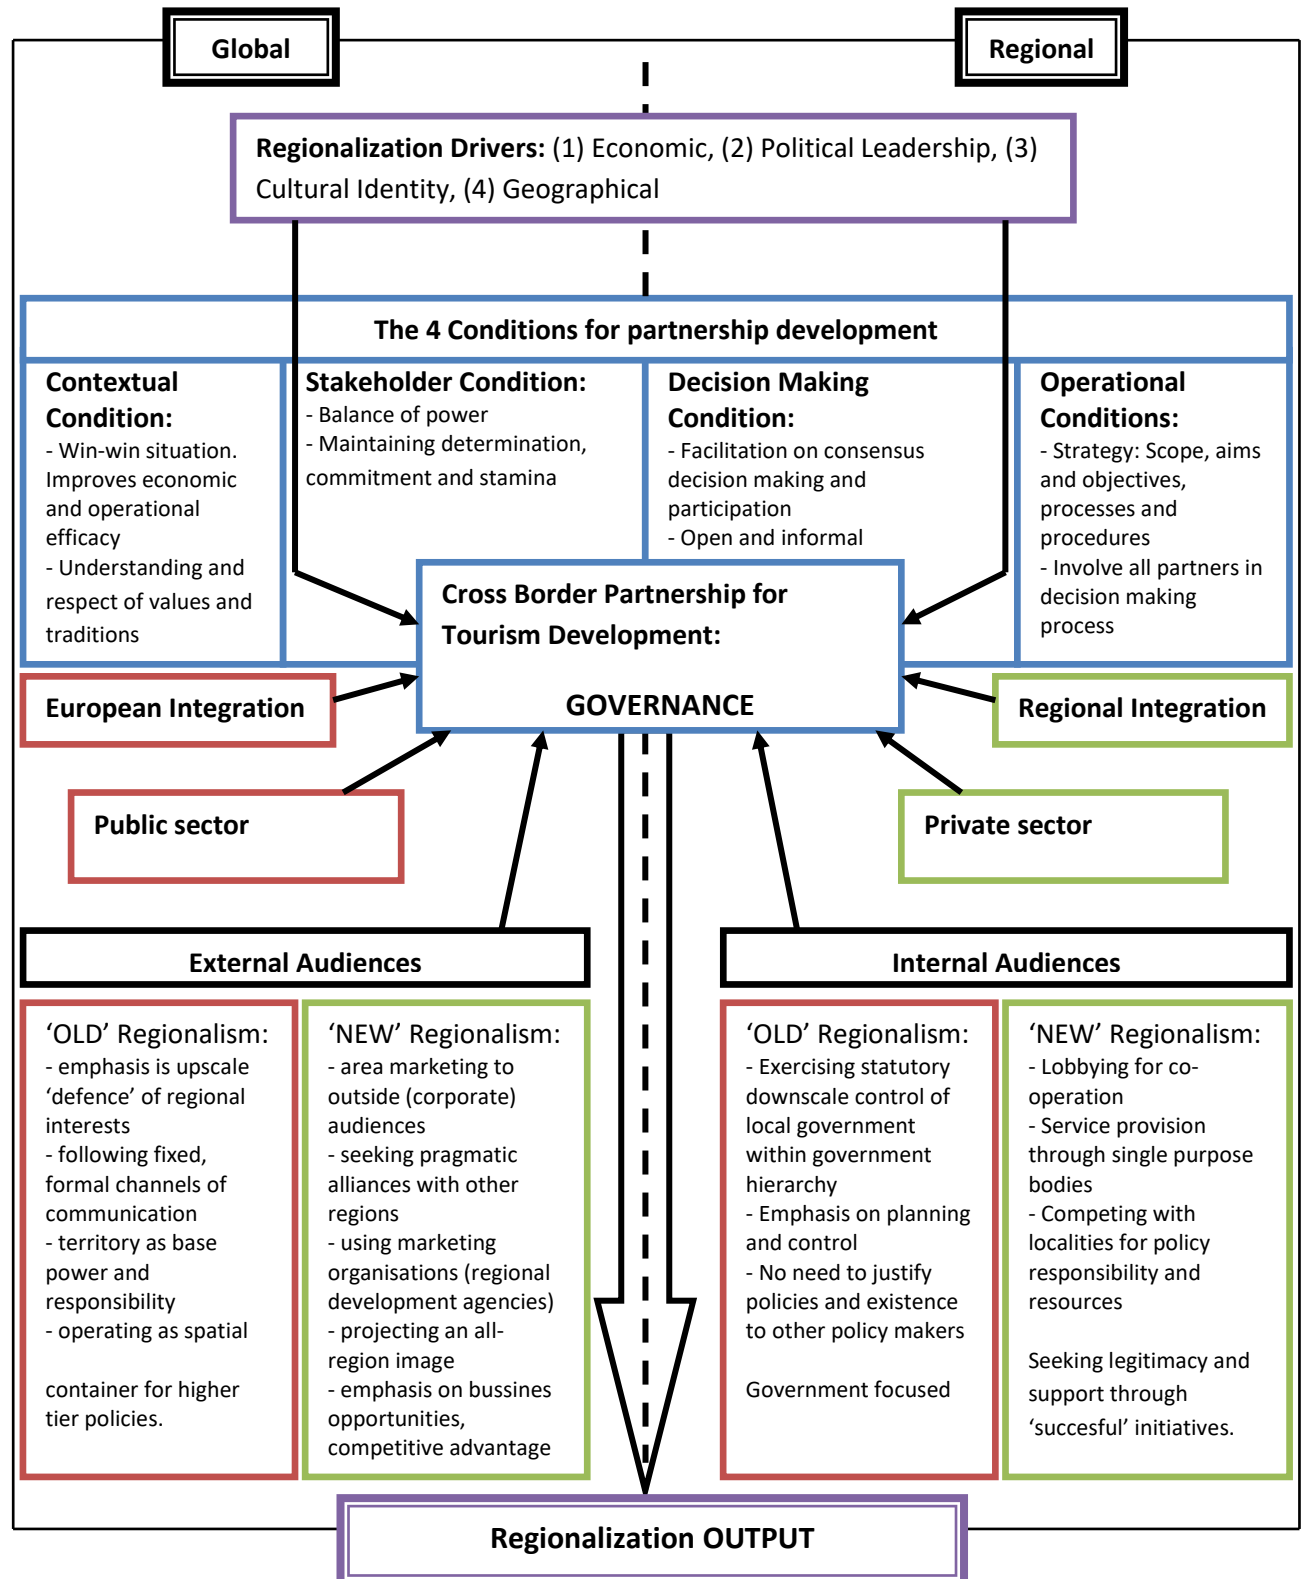 Global
Regional
Regionalization Drivers: (1) Economic, (2) Political Leadership, (3)
Cultural Identity, (4) Geographical
The 4 Conditions for partnership development
Contextual
Condition:
- Win-win situation.
Improves economic
and operational
efficacy
- Understanding and
respect of values and
traditions
Stakeholder Condition:
- Balance of power
- Maintaining determination,
commitment and stamina
Decision Making
Condition:
- Facilitation on consensus
decision making and
participation
- Open and informal
Operational
Conditions:
- Strategy: Scope, aims
and objectives,
processes and
procedures
- Involve all partners in
decision making
process
Cross Border Partnership for
Tourism Development:
GOVERNANCE
European Integration
Regional Integration
Public sector
Private sector
External Audiences
Internal Audiences
‘OLD’ Regionalism:
- emphasis is upscale
‘defence’ of regional
interests
- following fixed,
formal channels of
communication
- territory as base
power and
responsibility
- operating as spatial
container for higher
tier policies.
‘NEW’ Regionalism:
- area marketing to
outside (corporate)
audiences
- seeking pragmatic
alliances with other
regions
- using marketing
organisations (regional
development agencies)
- projecting an all-
region image
- emphasis on bussines
opportunities,
competitive advantage
‘OLD’ Regionalism:
- Exercising statutory
downscale control of
local government
within government
hierarchy
- Emphasis on planning
and control
- No need to justify
policies and existence
to other policy makers
Government focused
‘NEW’ Regionalism:
- Lobbying for co-
operation
- Service provision
through single purpose
bodies
- Competing with
localities for policy
responsibility and
resources
Seeking legitimacy and
support through
‘succesful’ initiatives.
Regionalization OUTPUT